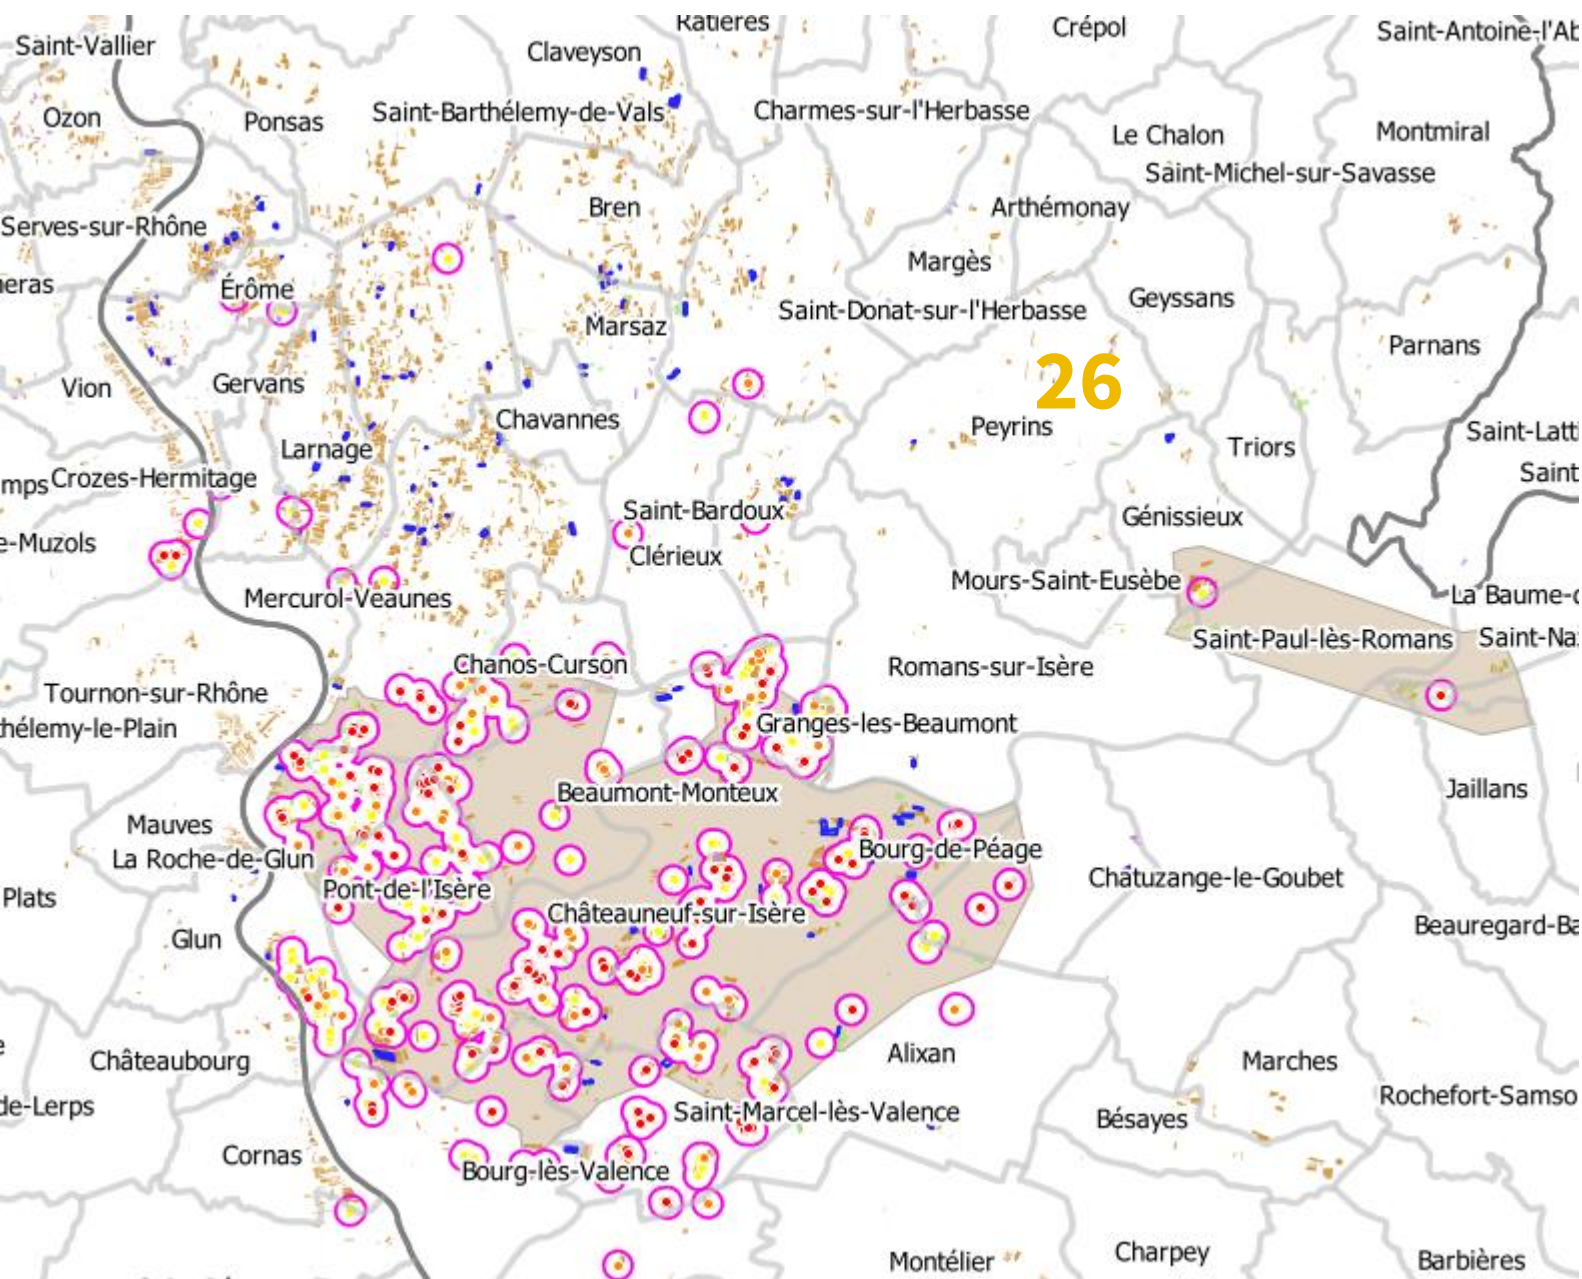 Ratières
Crépol
Saint-Antoine-l'Ab
Saint-Vallier
Claveyson
Ozon
Ponsas
Saint-Barthélemy-de-Vals
Charmes-sur-l'Herbasse
Le Chalon
Montmiral
Saint-Michel-sur-Savasse
Serves-sur-Rhône
Bren
Arthémonay
Margès
neras
Érôme
Geyssans
Saint-Donat-sur-l'Herbasse
Marsaz
Parnans
26
Vion
Gervans
Chavannes
Peyrins
Saint-Latti
Larnage
Triors
mps
Crozes-Hermitage
Saint
Saint-Bardoux
Génissieux
e-Muzols
Clérieux
Mours-Saint-Eusèbe
La Baume-d
Mercurol-Veaunes
Saint-Paul-lès-Romans
Saint-Na
Chanos-Curson
Romans-sur-Isère
Tournon-sur-Rhône
thélemy-le-Plain
Granges-les-Beaumont
Beaumont-Monteux
Jaillans
Mauves
La Roche-de-Glun
Bourg-de-Péage
Pont-de-l'Isère
Châtuzange-le-Goubet
Plats
Châteauneuf-sur-Isère
Beauregard-Ba
Glun
e
Châteaubourg
Alixan
Marches
de-Lerps
Rochefort-Samso
Saint-Marcel-lès-Valence
Bésayes
Cornas
Bourg-lès-Valence
Montélier
Charpey
Barbières